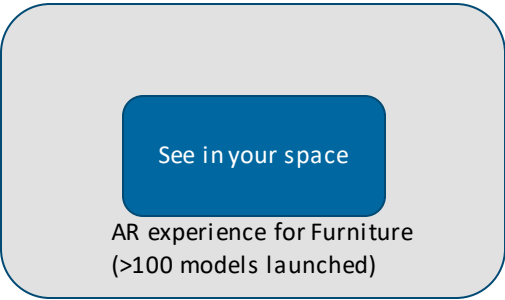 See in your space
AR experience for Furniture
(>100 models launched)